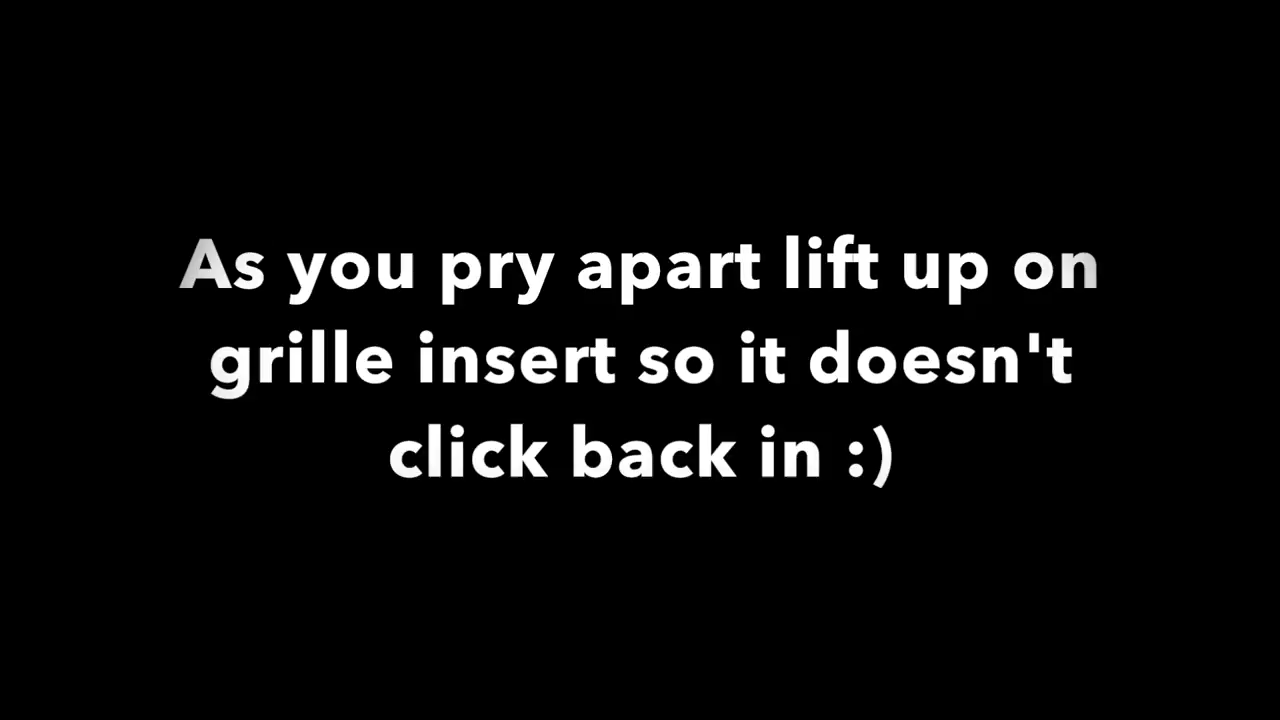 As you pry apart lift up on
grille insert so it doesn't
click back in :)